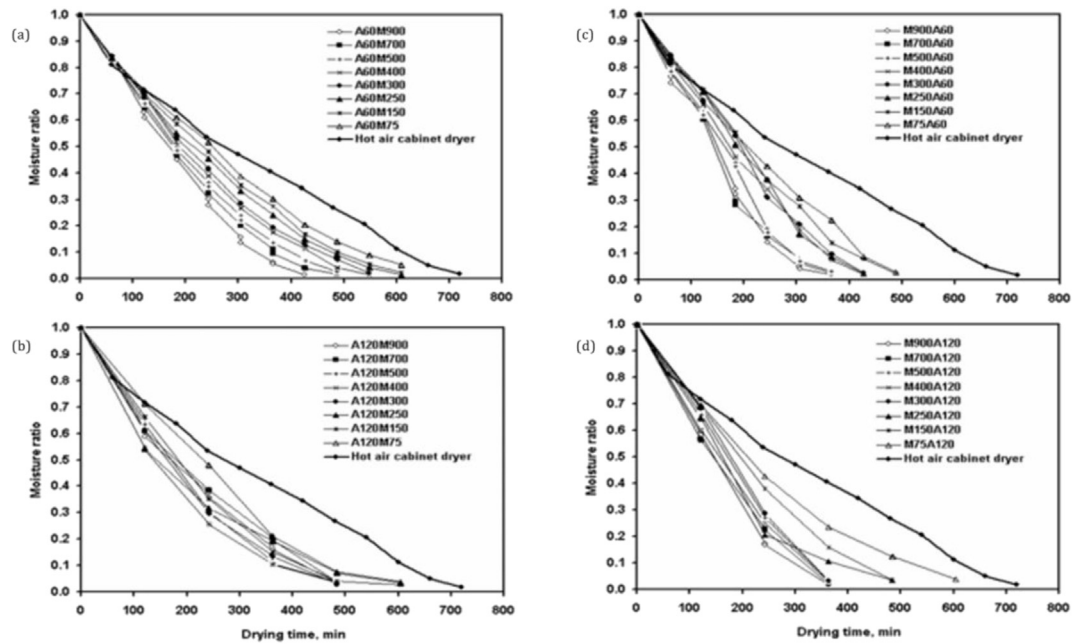 (a)
Moisture ratio
1.0
0.9
0.8
0.7
0.6
0.5
0.4
0.3
0.2
0.1
0.0
A60M900
A60M700
A60M500
A60M400
A60M300
A60M250
A60M150
A60M75
Hot air cabinet dryer
0 100 200 300 400 500 600 700 800
(c)
Moisture ratio
1.0
0.9
0.8
0.7
0.6
0.5
0.4
0.3
0.2
0.1
0.0
M900A60
M700A60
M500A60
M400A60
M300A60
M250A60
M150A60
M75A60
Hot air cabinet dryer
0 100 200 300 400 500 600 700 800
(b)
Moisture ratio
1.0
0.9
0.8
0.7
0.6
0.5
0.4
0.3
0.2
0.1
0.0
A120M900
A120M700
A120M500
A120M400
A120M300
A120M250
A120M150
A120M75
Hot air cabinet dryer
0 100 200 300 400 500 600 700 800
Drying time, min
(d)
Moisture ratio
1.0
0.9
0.8
0.7
0.6
0.5
0.4
0.3
0.2
0.1
0.0
M900A120
M700A120
M500A120
M400A120
M300A120
M250A120
M150A120
M75A120
Hot air cabinet dryer
0 100 200 300 400 500 600 700 800
Drying time, min